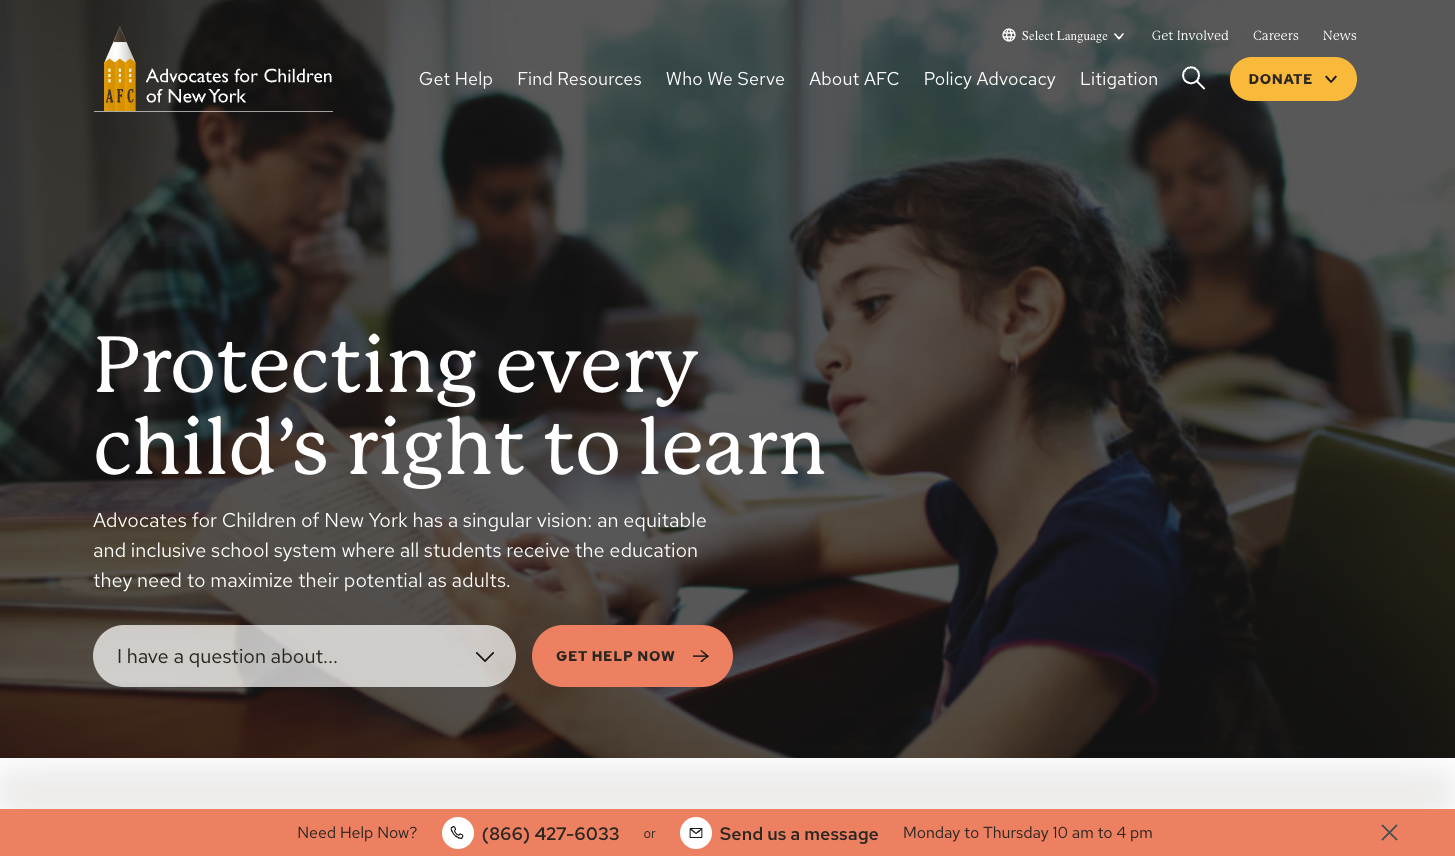 Select Language
Get Involved
Careers
News
AFC
Advocates for Children
of New York
Get Help
Find Resources
Who We Serve
About AFC
Policy Advocacy
Litigation
DONATE
Protecting every
child’s right to learn
Advocates for Children of New York has a singular vision: an equitable
and inclusive school system where all students receive the education
they need to maximize their potential as adults.
I have a question about...
GET HELP NOW
Need Help Now?
(866) 427-6033
or
Send us a message
Monday to Thursday 10 am to 4 pm